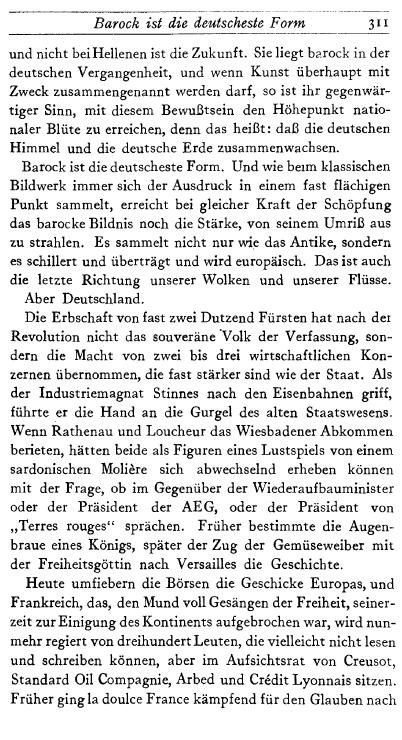 Barock ist die deutscheste Form 311
und nicht bei Hellenen ist die Zukunft. Sie liegt barock in der
deutschen Vergangenheit, und wenn Kunst überhaupt mit
Zweck zusammengenannt werden darf, so ist ihr gegenwär-
tiger Sinn, mit diesem Bewußtsein den Höhepunkt natio-
naler Blüte zu erreichen, denn das heißt: daß die deutschen
Himmel und die deutsche Erde zusammenwachsen.
Barock ist die deutscheste Form. Und wie beim klassischen
Bildwerk immer sich der Ausdruck in einem fast flächigen
Punkt sammelt, erreicht bei gleicher Kraft der Schöpfung
das barocke Bildnis noch die Stärke, von seinem Umriß aus
zu strahlen. Es sammelt nicht nur wie das Antike, sondern
es schillert und überträgt und wird europäisch. Das ist auch
die letzte Richtung unserer Wolken und unserer Flüsse.
Aber Deutschland.
Die Erbschaft von fast zwei Dutzend Fürsten hat nach der
Revolution nicht das souveräne Volk der Verfassung, son-
dern die Macht von zwei bis drei wirtschaftlichen Kon-
zernen übernommen, die fast stärker sind wie der Staat. Als
der Industriemagnat Stinnes nach den Eisenbahnen griff,
führte er die Hand an die Gurgel des alten Staatswesens.
Wenn Rathenau und Loucheur das Wiesbadener Abkommen
berieten, hätten beide als Figuren eines Lustspiels von einem
sardonischen Molière sich abwechselnd erheben können
mit der Frage, ob im Gegenüber der Wiederaufbauminister
oder der Präsident der AEG, oder der Präsident von
„Terres rouges“ sprächen. Früher bestimmte die Augen-
braue eines Königs, später der Zug der Gemüseweiber mit
der Freiheitsgöttin nach Versailles die Geschichte.
Heute umfiebern die Börsen die Geschicke Europas, und
Frankreich, das, den Mund voll Gesängen der Freiheit, seiner-
zeit zur Einigung des Kontinents aufgebrochen war, wird nun-
mehr regiert von dreihundert Leuten, die vielleicht nicht lesen
und schreiben können, aber im Aufsichtsrat von Creusot,
Standard Oil Compagnie, Arbed und Crédit Lyonnais sitzen.
Früher ging la doulce France kämpfend für den Glauben nach